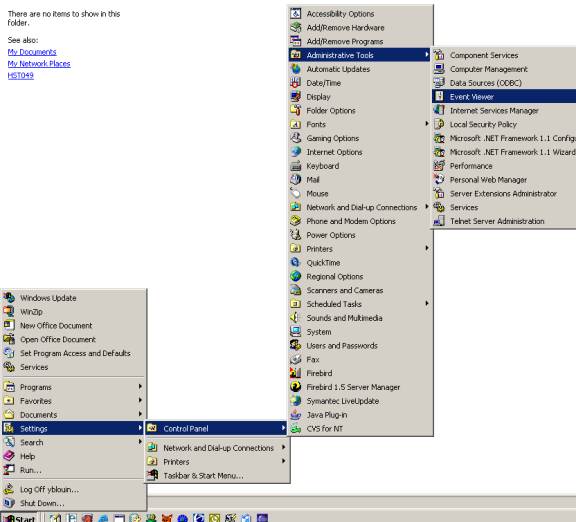 There are no items to show in this
folder.
See also:
My Documents
My Network Places
HST049
Windows Update
WinZip
New Office Document
Open Office Document
Set Program Access and Defaults
Services
Programs
Favorites
Documents
Settings
Search
Help
Run...
Log Off yblouin...
Shut Down...
Start
Control Panel
Network and Dial-up Connections
Printers
Taskbar & Start Menu...
Accessibility Options
Add/Remove Hardware
Add/Remove Programs
Administrative Tools
Automatic Updates
Date/Time
Display
Folder Options
Fonts
Gaming Options
Internet Options
Keyboard
Mail
Mouse
Network and Dial-up Connections
Phone and Modem Options
Power Options
Printers
QuickTime
Regional Options
Scanners and Cameras
Scheduled Tasks
Sounds and Multimedia
System
Users and Passwords
Fax
Firebird
Firebird 1.5 Server Manager
Symantec LiveUpdate
Java Plug-in
CVS for NT
Component Services
Computer Management
Data Sources (ODBC)
Event Viewer
Internet Services Manager
Local Security Policy
Microsoft .NET Framework 1.1 Configu
Microsoft .NET Framework 1.1 Wizard
Performance
Personal Web Manager
Server Extensions Administrator
Services
Telnet Server Administration